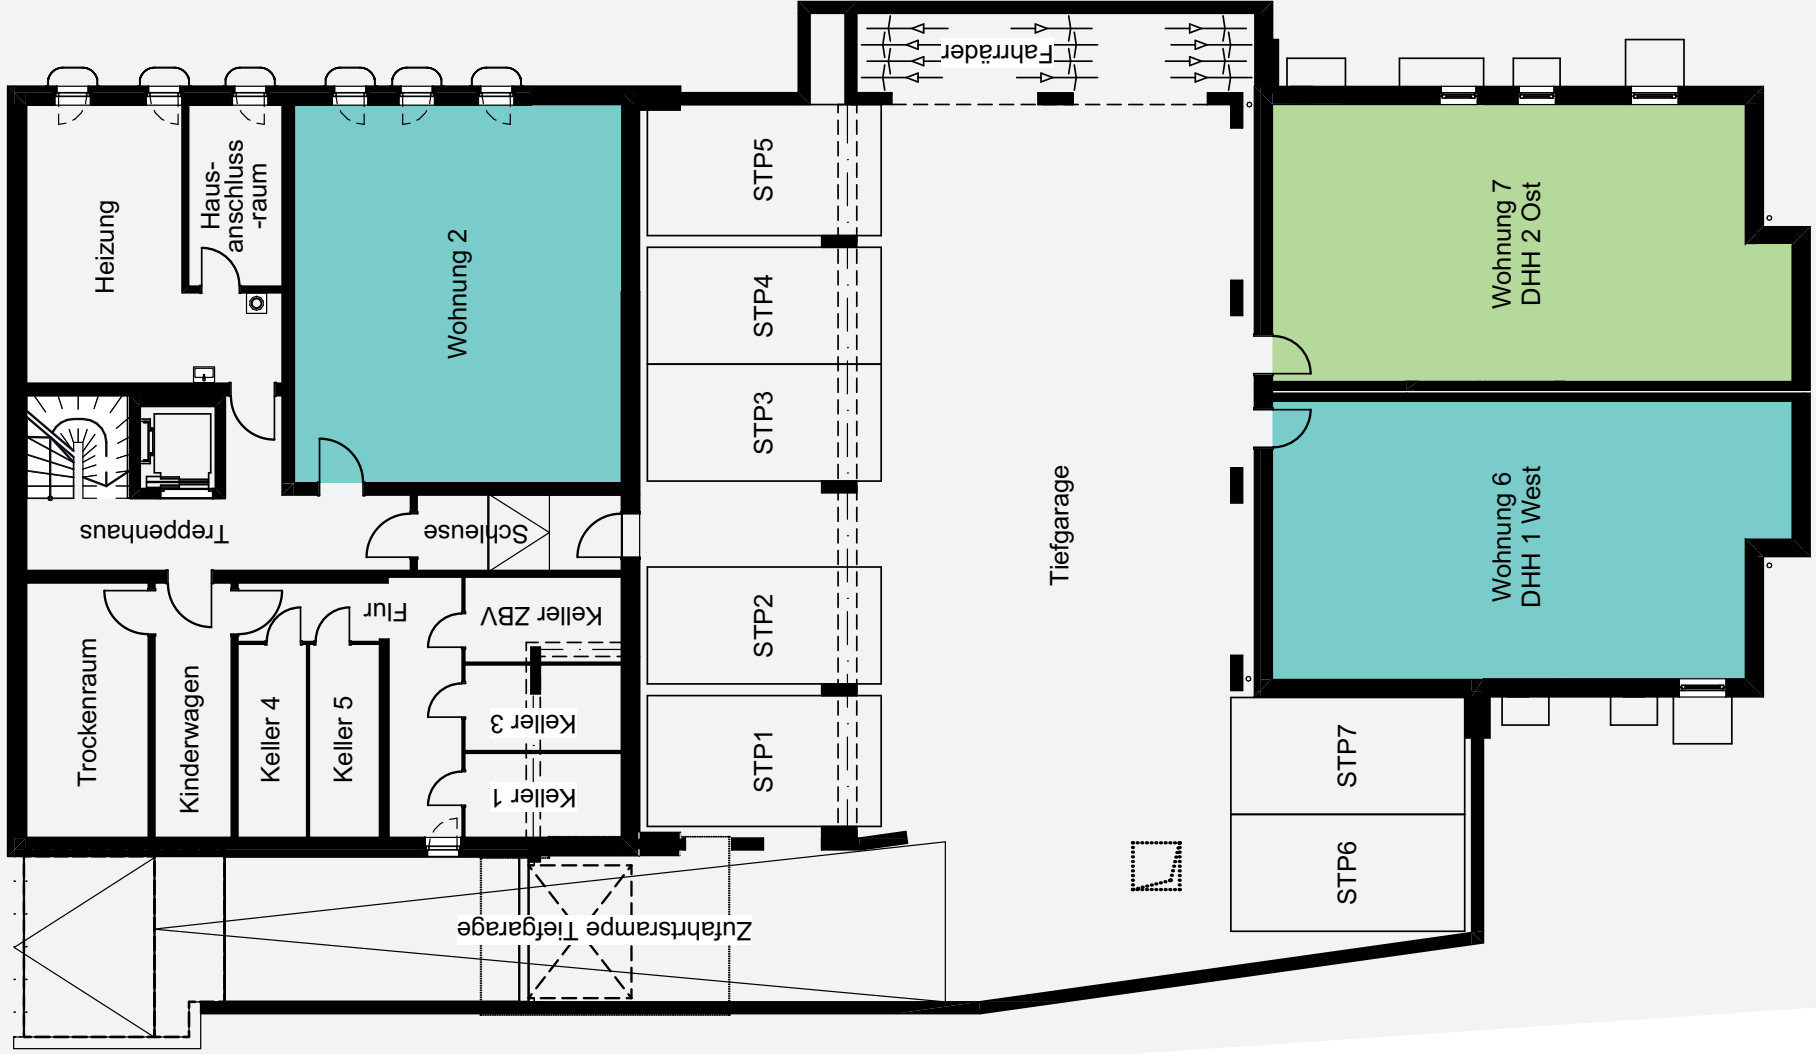 Fahrräder
Heizung
Haus-
anschluss
-raum
Wohnung 2
STP5
STP4
STP3
STP2
STP1
Tiefgarage
Wohnung 7
DHH 2 Ost
Wohnung 6
DHH 1 West
Treppenhaus
Schleuse
Flur
Keller ZBV
Trockenraum
Kinderwagen
Keller 4
Keller 5
Keller 3
Keller 1
STP7
STP6
Zufahrtsrampe Tiefgarage